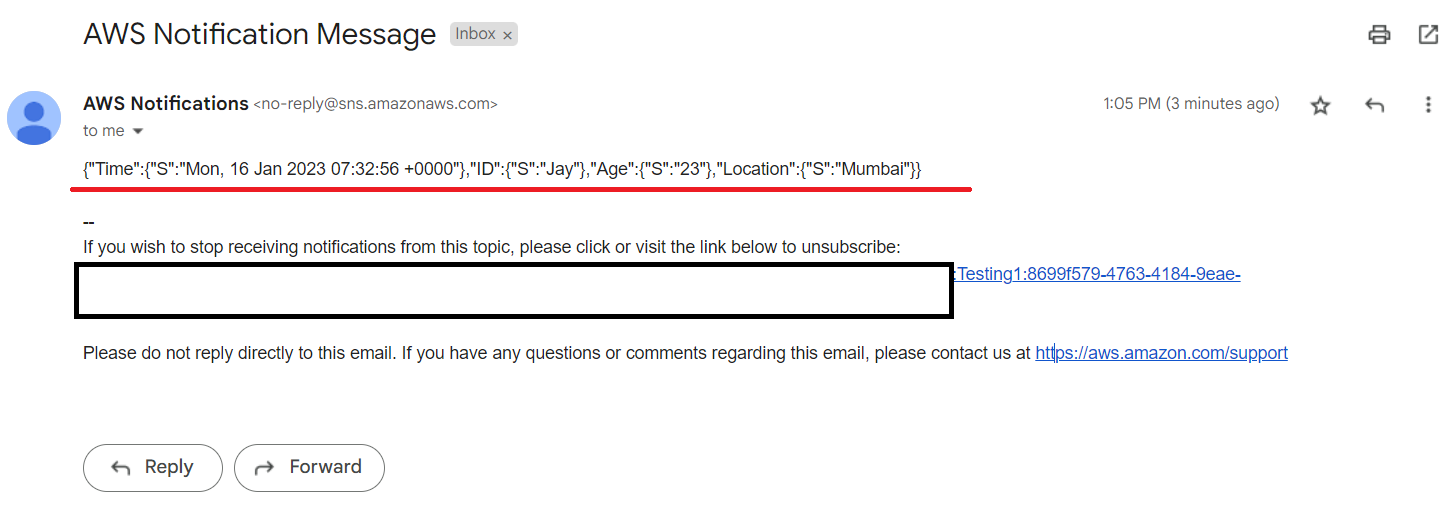 AWS Notification Message Inbox ×
AWS Notifications <no-reply@sns.amazonaws.com> 1:05 PM (3 minutes ago)
to me
{"Time":{"S":"Mon, 16 Jan 2023 07:32:56 +0000"},"ID":{"S":"Jay"},"Age":{"S":"23"},"Location":{"S":"Mumbai"}}
--
If you wish to stop receiving notifications from this topic, please click or visit the link below to unsubscribe:
:Testing1:8699f579-4763-4184-9eae-
Please do not reply directly to this email. If you have any questions or comments regarding this email, please contact us at https://aws.amazon.com/support
Reply Forward